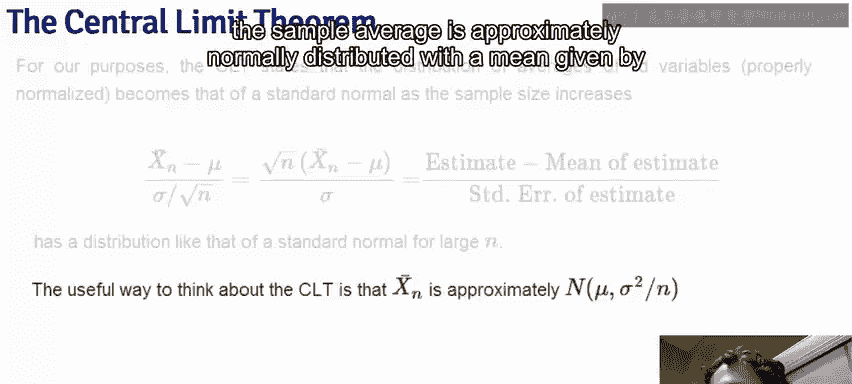 The Central Limit Theorem
the sample average is approximately
normally distributed with a mean given by
For our purposes, the CLT states that the distribution of averages of iid variables (properly
normalized) becomes that of a standard normal as the sample size increases
X̄ₙ − μ / σ/√n = √n (X̄ₙ − μ) / σ = Estimate − Mean of estimate / Std. Err. of estimate
has a distribution like that of a standard normal for large n.
The useful way to think about the CLT is that X̄ₙ is approximately N(μ, σ²/n)